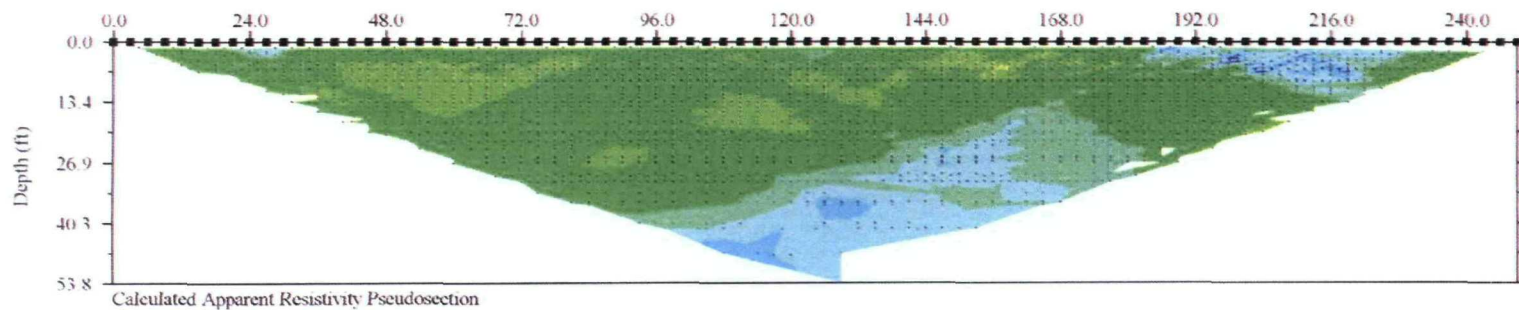 0.0 24.0 48.0 72.0 96.0 120.0 144.0 168.0 192.0 216.0 240.0
0.0
13.4
26.9
40.3
53.8
Depth (ft)
Calculated Apparent Resistivity Pseudosection